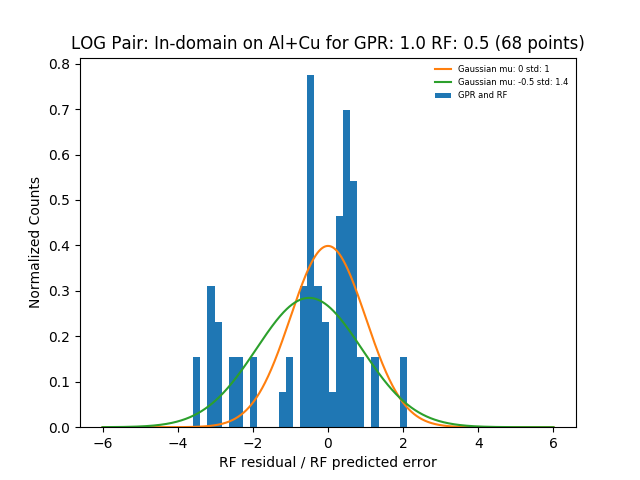 LOG Pair: In-domain on Al+Cu for GPR: 1.0 RF: 0.5 (68 points)
Gaussian mu: 0 std: 1
Gaussian mu: -0.5 std: 1.4
GPR and RF
Normalized Counts
0.8
0.7
0.6
0.5
0.4
0.3
0.2
0.1
0.0
−6 −4 −2 0 2 4 6
RF residual / RF predicted error